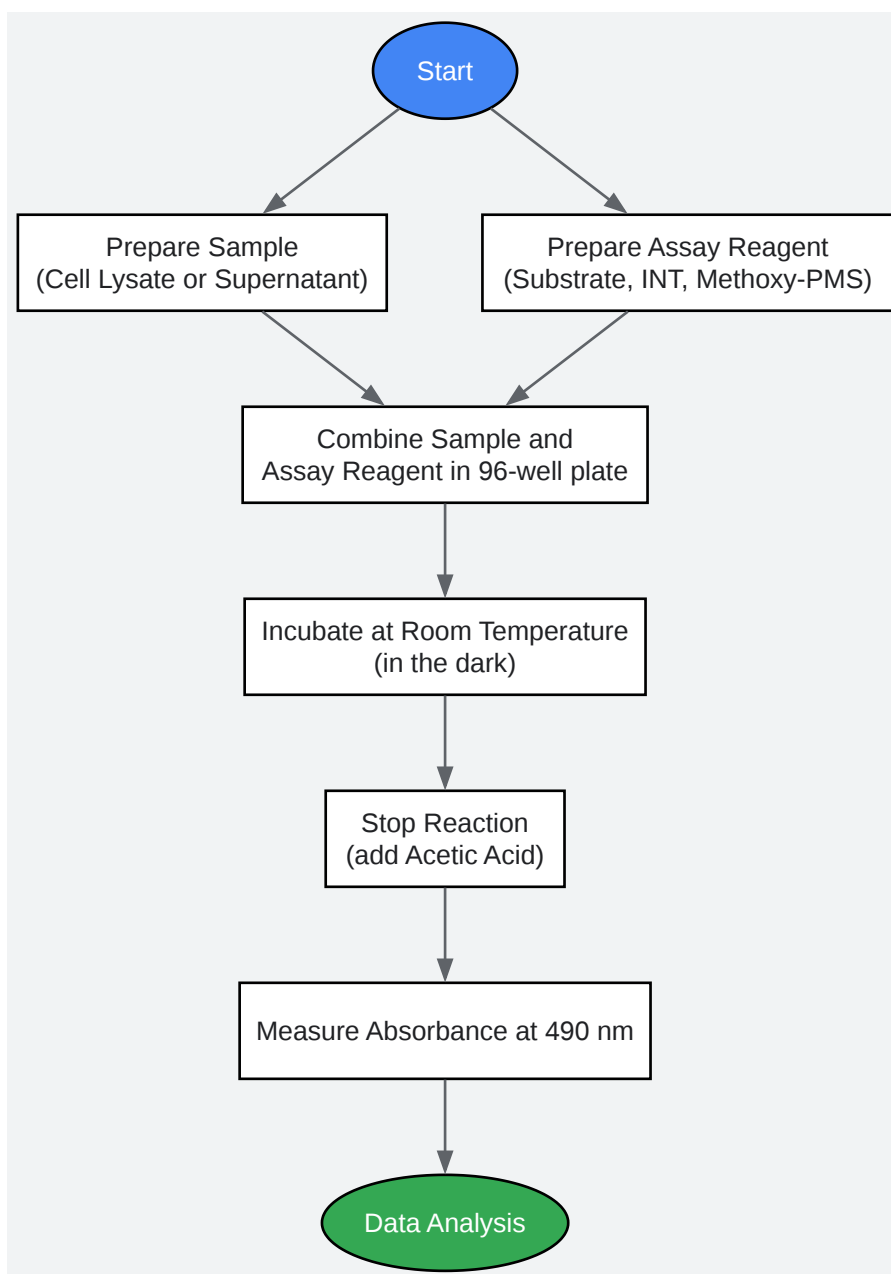 Start
Prepare Sample
(Cell Lysate or Supernatant)
Prepare Assay Reagent
(Substrate, INT, Methoxy-PMS)
Combine Sample and
Assay Reagent in 96-well plate
Incubate at Room Temperature
(in the dark)
Stop Reaction
(add Acetic Acid)
Measure Absorbance at 490 nm
Data Analysis